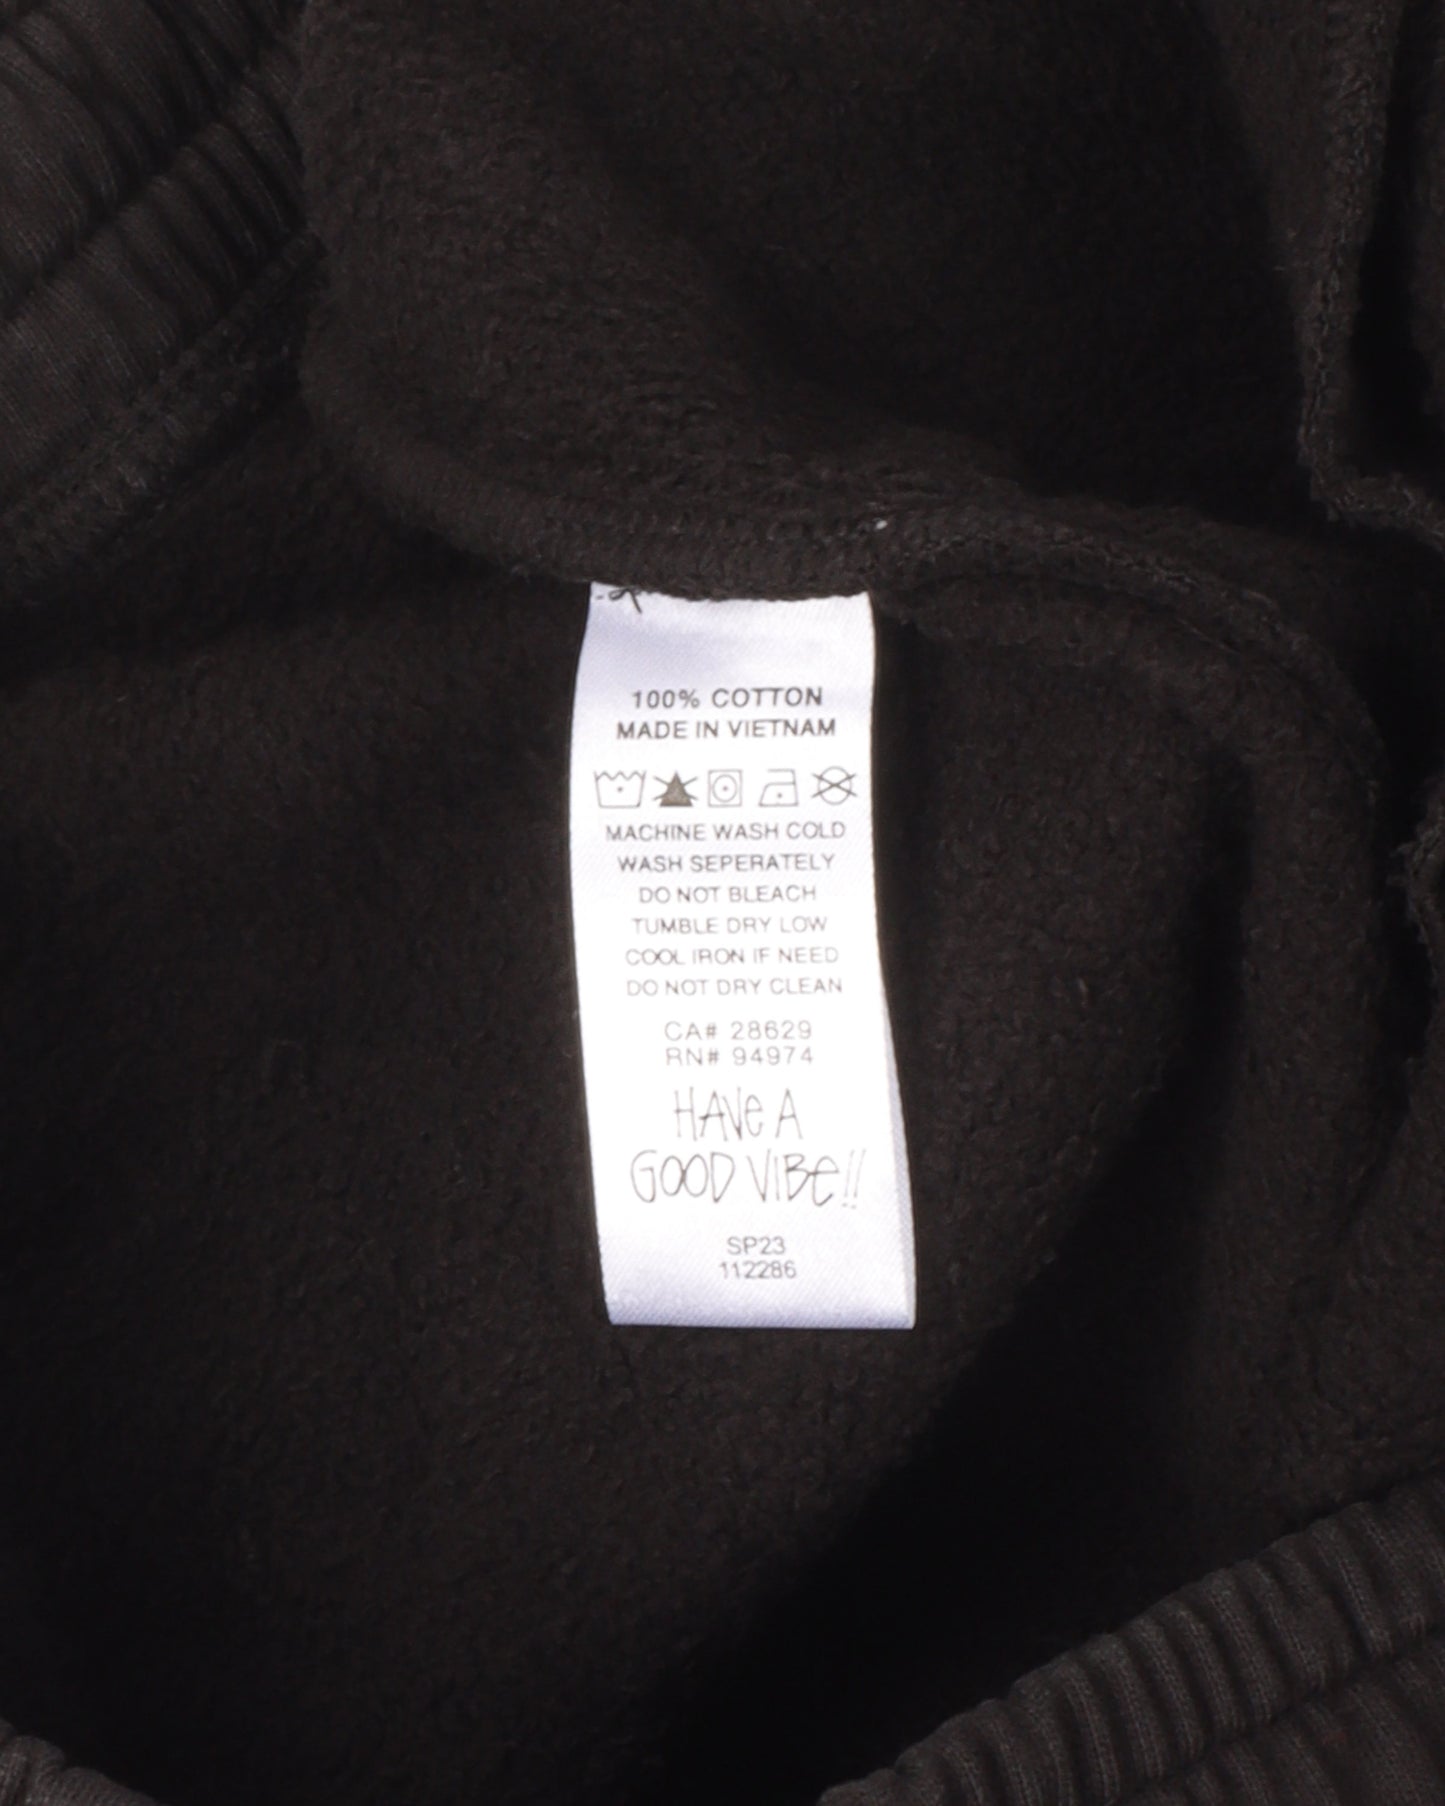 100% COTTON
MADE IN VIETNAM
MACHINE WASH COLD
WASH SEPERATELY
DO NOT BLEACH
TUMBLE DRY LOW
COOL IRON IF NEED
DO NOT DRY CLEAN
CA# 28629
RN# 94974
HAVe A
GOOD VIBe!!
SP23
112286